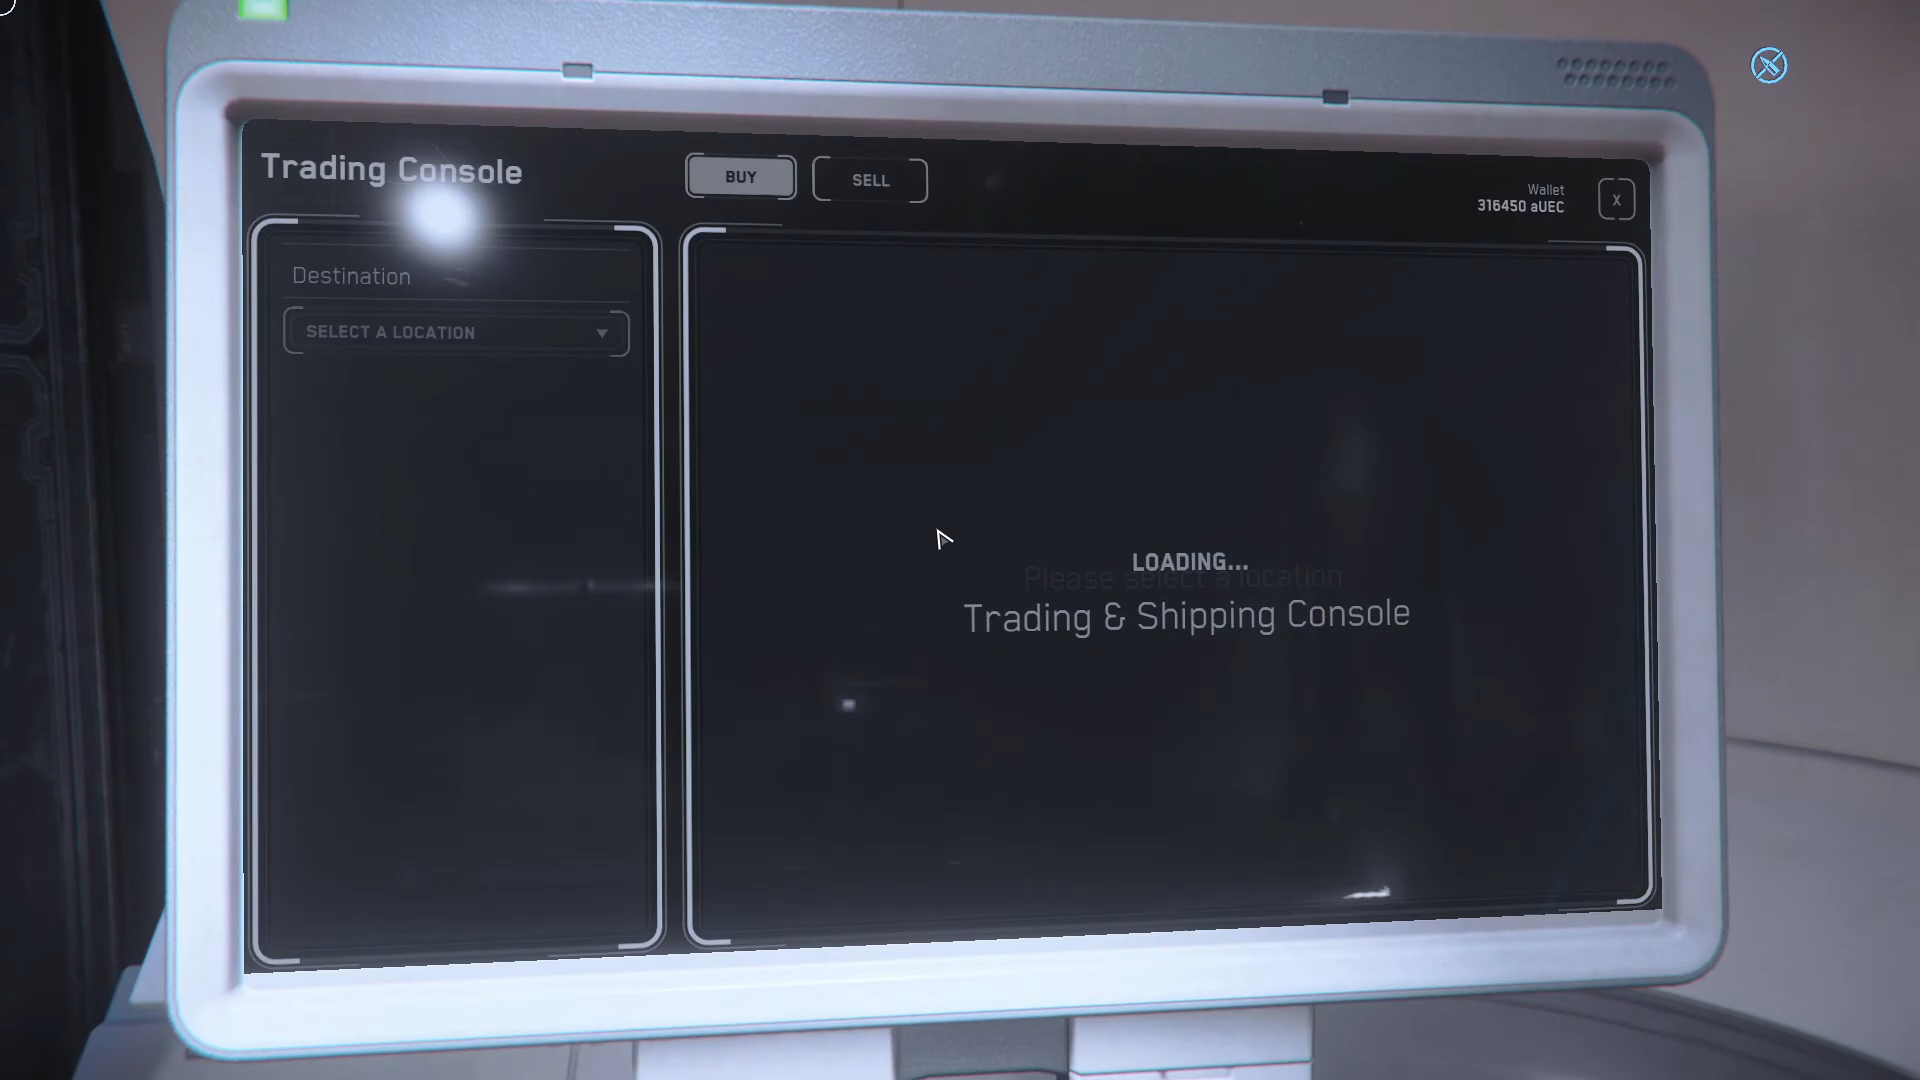 Trading Console
BUY
SELL
Wallet
316450 aUEC
X
Destination
SELECT A LOCATION
LOADING...
Please select a location
Trading & Shipping Console